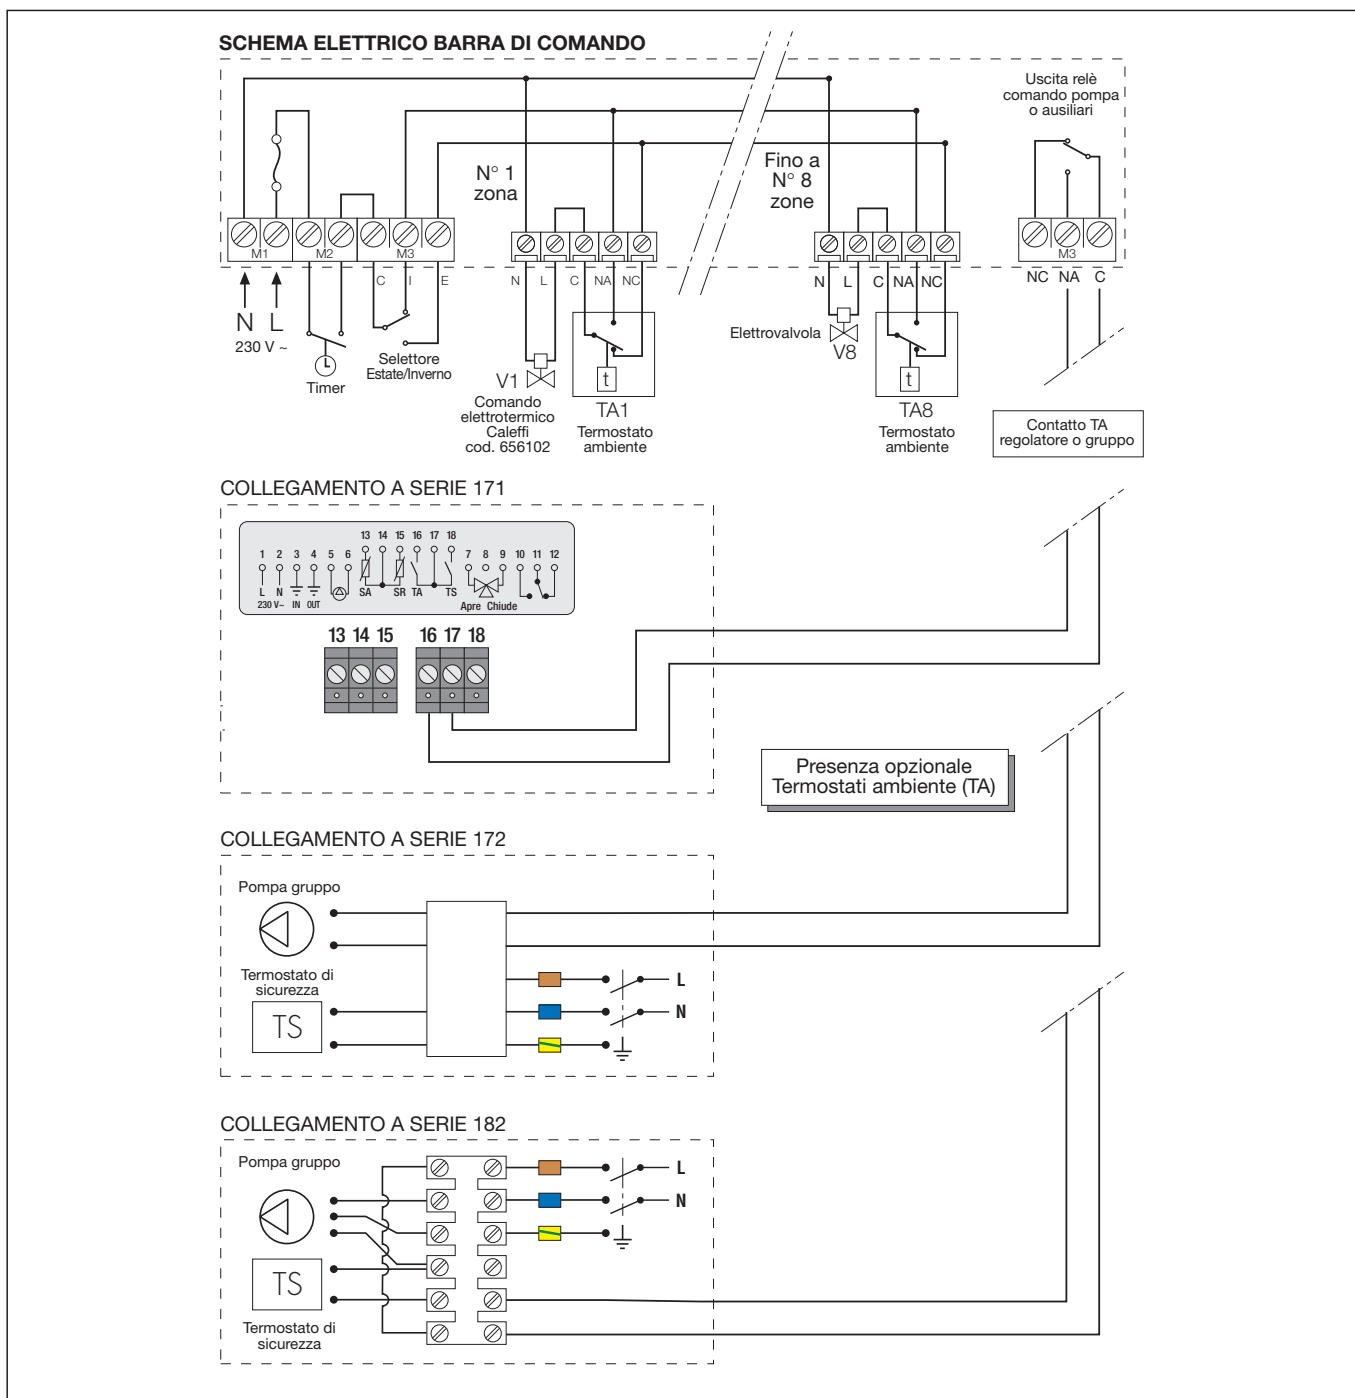 SCHEMA ELETTRICO BARRA DI COMANDO
Uscita relè
comando pompa
o ausiliari
N° 1
zona
Fino a
N° 8
zone
M1 M2 M3 M3
C I E N L C NA NC N L C NA NC NC NA C
N L
230 V ~
Timer
Selettore
Estate/Inverno
V1
Comando
elettrotermico
Caleffi
cod. 656102
t
TA1
Termostato
ambiente
Elettrovalvola
V8
t
TA8
Termostato
ambiente
Contatto TA
regolatore o gruppo
COLLEGAMENTO A SERIE 171
13 14 15 16 17 18
1 2 3 4 5 6 7 8 9 10 11 12
L N SA SR TA TS
230 V~ IN OUT Apre Chiude
13 14 15 16 17 18
Presenza opzionale
Termostati ambiente (TA)
COLLEGAMENTO A SERIE 172
Pompa gruppo
Termostato di
sicurezza
TS
L
N
COLLEGAMENTO A SERIE 182
Pompa gruppo
L
N
TS
Termostato di
sicurezza